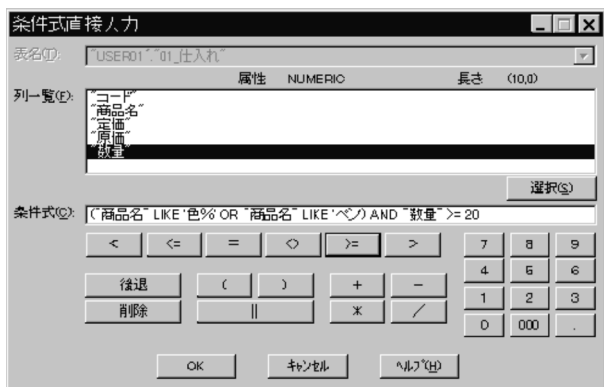 条件式直接入力
表名(T): "USER01"."01_仕入れ"
属性 NUMERIC 長さ (10,0)
列一覧(F):
"コード"
"商品名"
"定価"
"原価"
"数量"
選択(S)
条件式(C): ("商品名" LIKE '色%' OR "商品名" LIKE 'ペン') AND "数量" >= 20
< <= = <> >= > 7 8 9
後退 ( ) + - 4 5 6
削除 || * / 1 2 3
0 000 .
OK キャンセル ヘルプ(H)